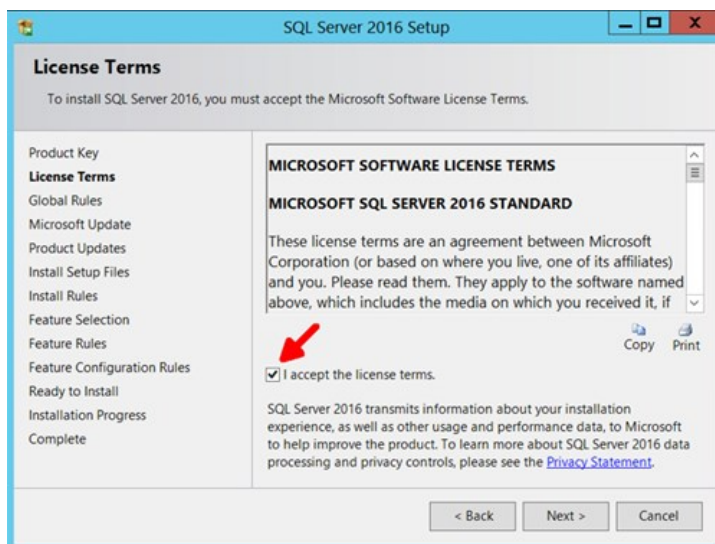 SQL Server 2016 Setup
License Terms
To install SQL Server 2016, you must accept the Microsoft Software License Terms.
Product Key
License Terms
Global Rules
Microsoft Update
Product Updates
Install Setup Files
Install Rules
Feature Selection
Feature Rules
Feature Configuration Rules
Ready to Install
Installation Progress
Complete
MICROSOFT SOFTWARE LICENSE TERMS
MICROSOFT SQL SERVER 2016 STANDARD
These license terms are an agreement between Microsoft
Corporation (or based on where you live, one of its affiliates)
and you. Please read them. They apply to the software named
above, which includes the media on which you received it, if
Copy Print
I accept the license terms.
SQL Server 2016 transmits information about your installation
experience, as well as other usage and performance data, to Microsoft
to help improve the product. To learn more about SQL Server 2016 data
processing and privacy controls, please see the Privacy Statement.
< Back Next > Cancel